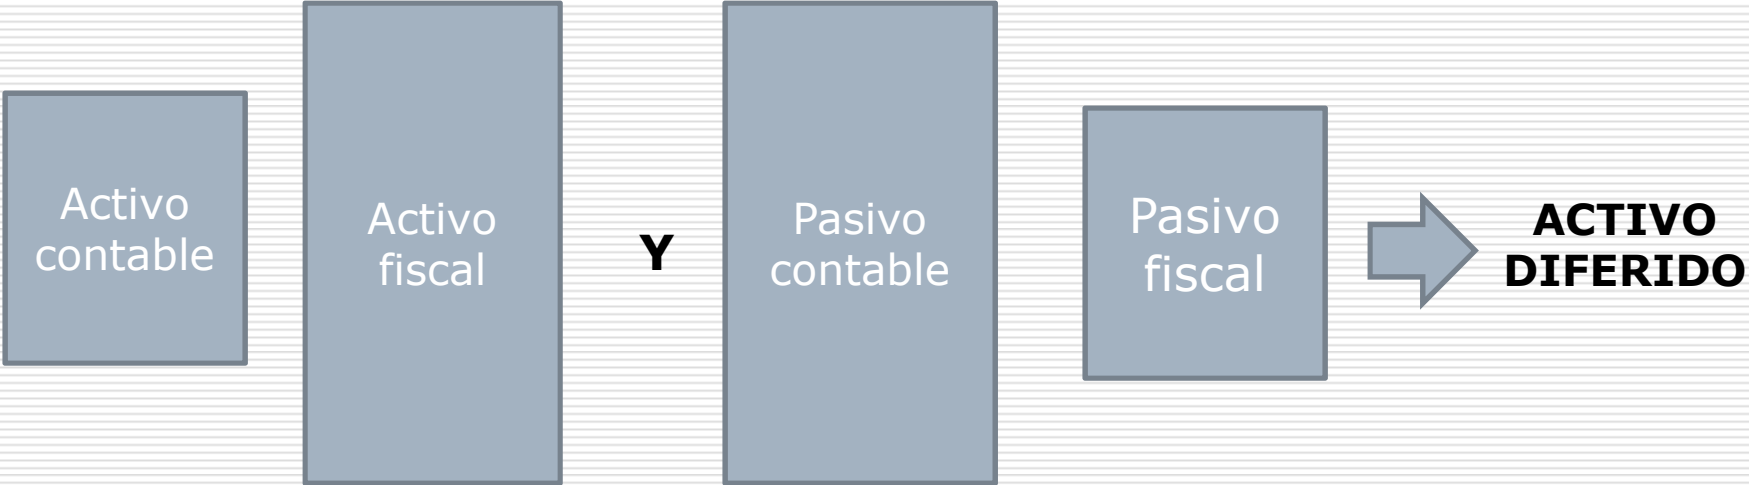 Activo
contable
Activo
fiscal
Y
Pasivo
contable
Pasivo
fiscal
ACTIVO
DIFERIDO